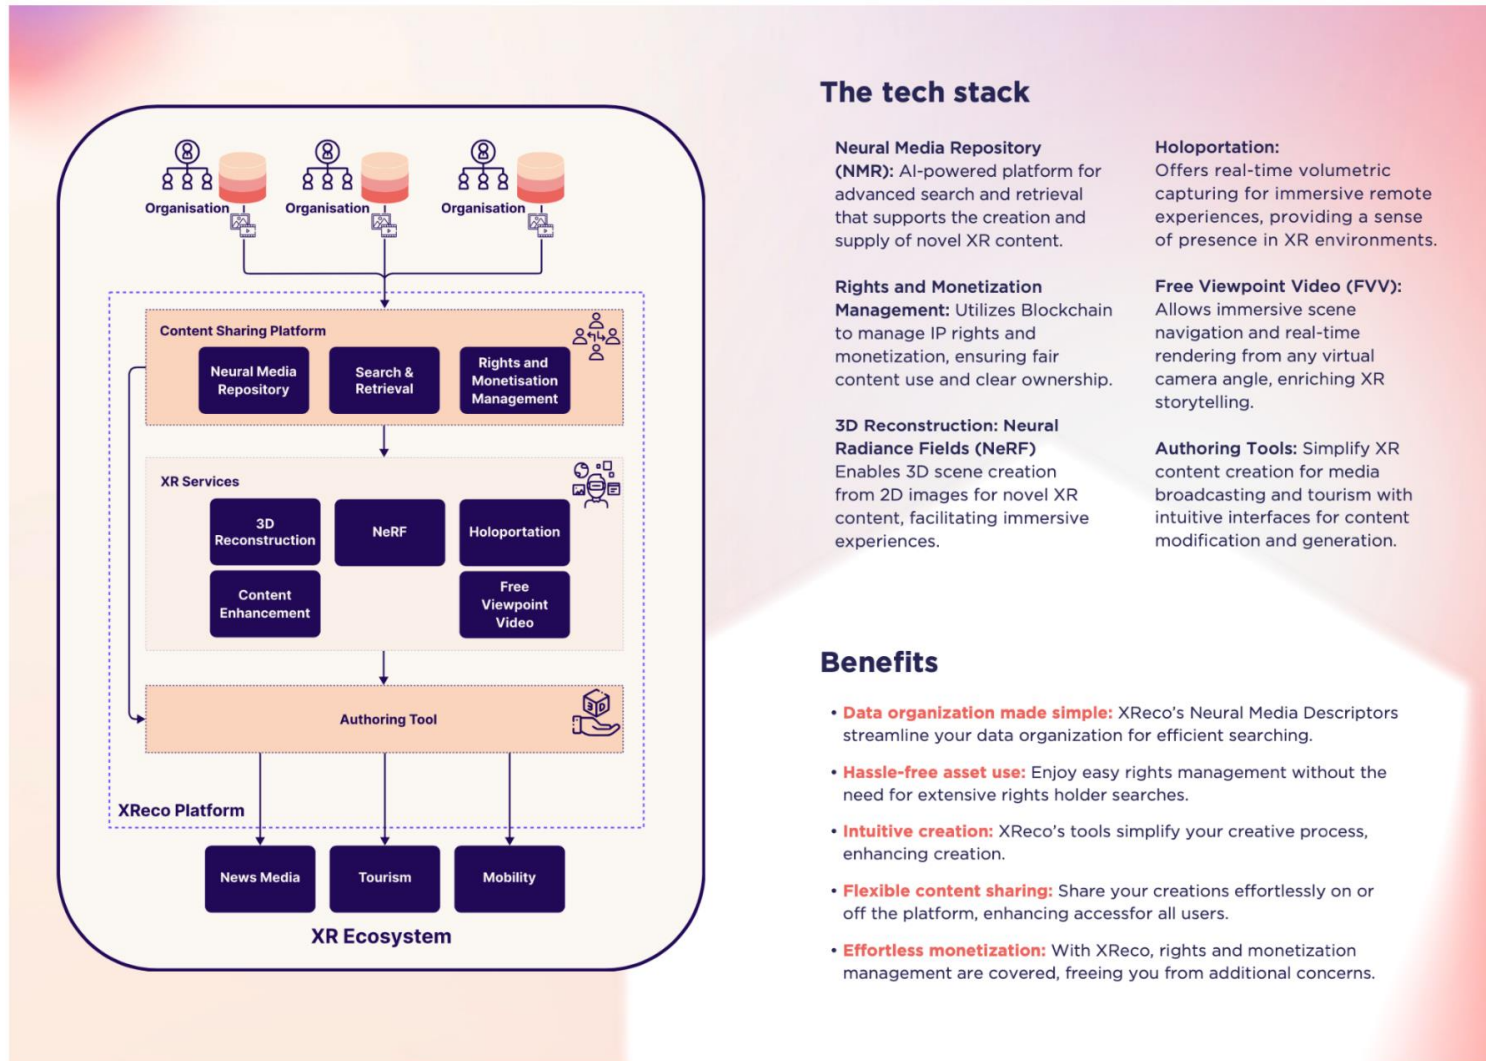 Organisation
Organisation
Organisation
Content Sharing Platform
Neural Media
Repository
Search &
Retrieval
Rights and
Monetisation
Management
XR Services
3D
Reconstruction
NeRF
Holoportation
Content
Enhancement
Free
Viewpoint
Video
Authoring Tool
3D
XReco Platform
News Media
Tourism
Mobility
XR Ecosystem
The tech stack
Neural Media Repository
(NMR): AI-powered platform for
advanced search and retrieval
that supports the creation and
supply of novel XR content.
Rights and Monetization
Management: Utilizes Blockchain
to manage IP rights and
monetization, ensuring fair
content use and clear ownership.
3D Reconstruction: Neural
Radiance Fields (NeRF)
Enables 3D scene creation
from 2D images for novel XR
content, facilitating immersive
experiences.
Holoportation:
Offers real-time volumetric
capturing for immersive remote
experiences, providing a sense
of presence in XR environments.
Free Viewpoint Video (FVV):
Allows immersive scene
navigation and real-time
rendering from any virtual
camera angle, enriching XR
storytelling.
Authoring Tools: Simplify XR
content creation for media
broadcasting and tourism with
intuitive interfaces for content
modification and generation.
Benefits
• Data organization made simple: XReco's Neural Media Descriptors
streamline your data organization for efficient searching.
• Hassle-free asset use: Enjoy easy rights management without the
need for extensive rights holder searches.
• Intuitive creation: XReco's tools simplify your creative process,
enhancing creation.
• Flexible content sharing: Share your creations effortlessly on or
off the platform, enhancing accessfor all users.
• Effortless monetization: With XReco, rights and monetization
management are covered, freeing you from additional concerns.